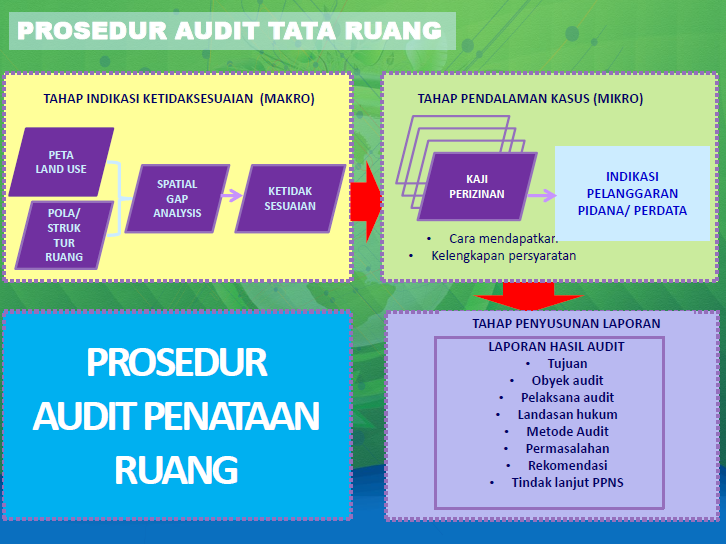 PROSEDUR AUDIT TATA RUANG
TAHAP INDIKASI KETIDAKSESUAIAN (MAKRO)
PETA
LAND USE
POLA/
STRUK
TUR
RUANG
SPATIAL
GAP
ANALYSIS
KETIDAK
SESUAIAN
TAHAP PENDALAMAN KASUS (MIKRO)
KAJI
PERIZINAN
INDIKASI
PELANGGARAN
PIDANA/ PERDATA
• Cara mendapatkan.
• Kelengkapan persyaratan
PROSEDUR
AUDIT PENATAAN
RUANG
TAHAP PENYUSUNAN LAPORAN
LAPORAN HASIL AUDIT
• Tujuan
• Obyek audit
• Pelaksana audit
• Landasan hukum
• Metode Audit
• Permasalahan
• Rekomendasi
• Tindak lanjut PPNS